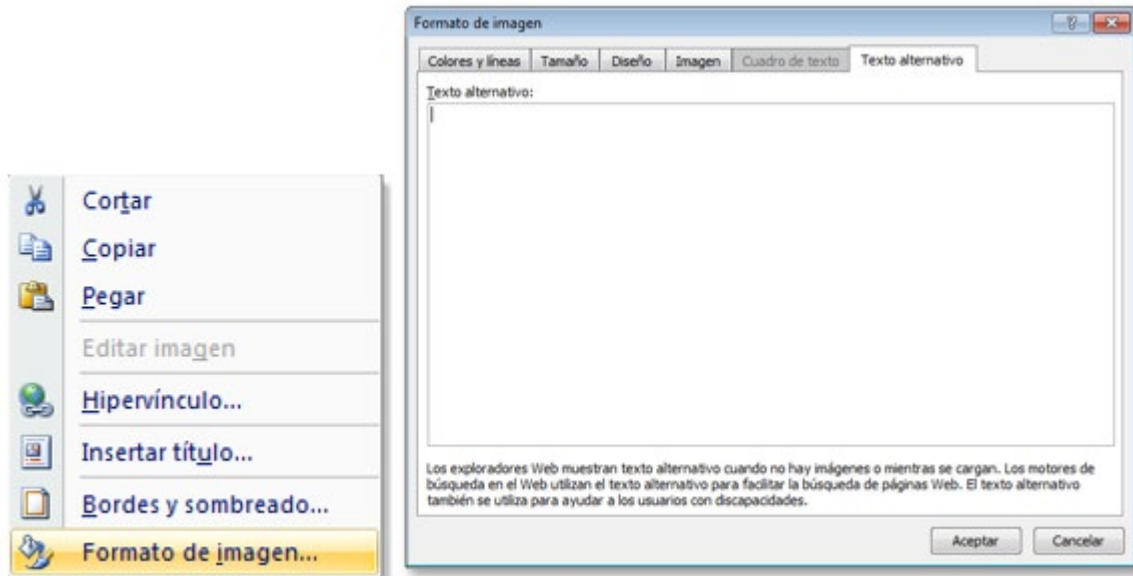 Cortar
Copiar
Pegar
Editar imagen
Hipervínculo...
Insertar título...
Bordes y sombreado...
Formato de imagen...
Formato de imagen
Colores y líneas Tamaño Diseño Imagen Cuadro de texto Texto alternativo
Texto alternativo:
Los exploradores Web muestran texto alternativo cuando no hay imágenes o mientras se cargan. Los motores de
búsqueda en el Web utilizan el texto alternativo para facilitar la búsqueda de páginas Web. El texto alternativo
también se utiliza para ayudar a los usuarios con discapacidades.
Aceptar Cancelar